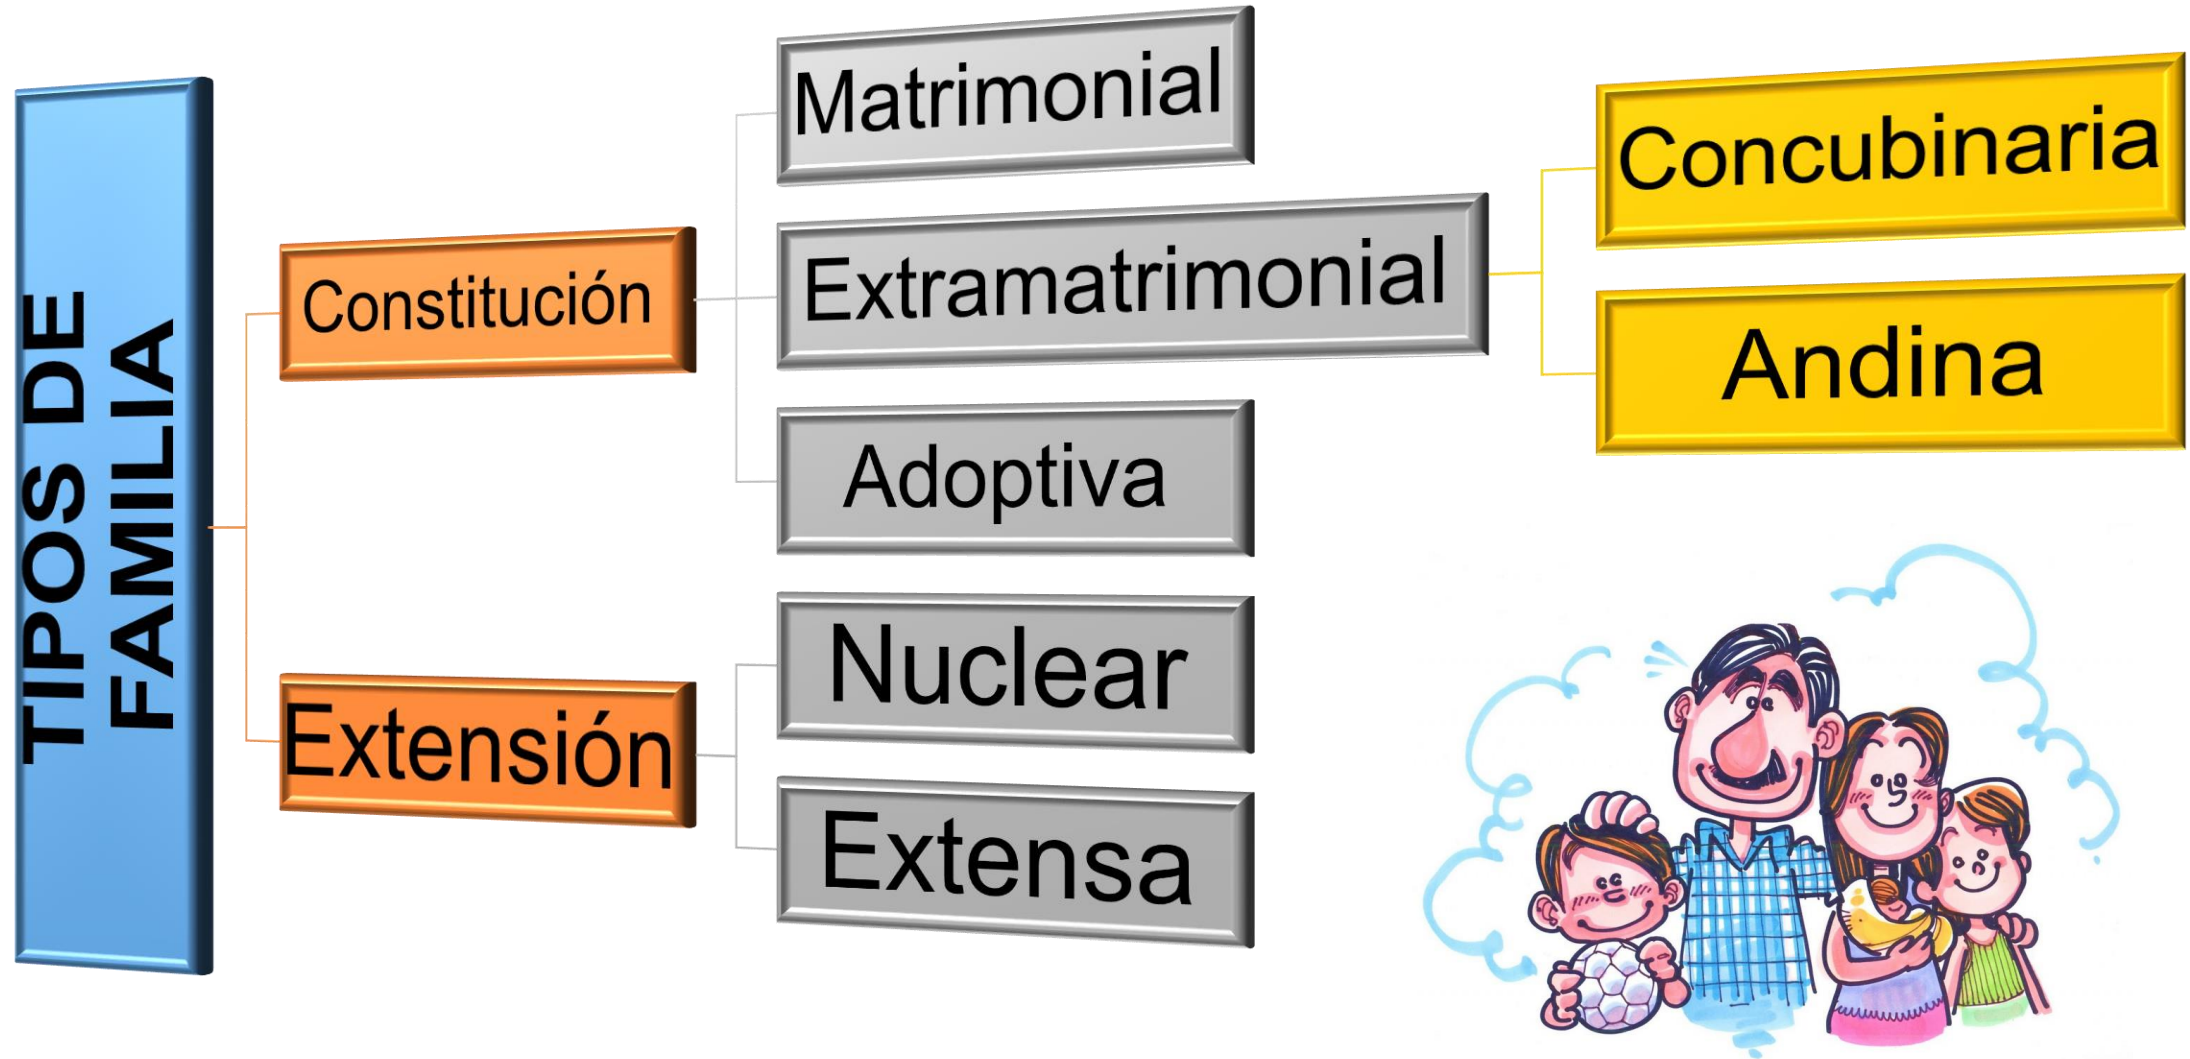 TIPOS DE
FAMILIA
Constitución
Matrimonial
Extramatrimonial
Concubinaria
Andina
Adoptiva
Extensión
Nuclear
Extensa